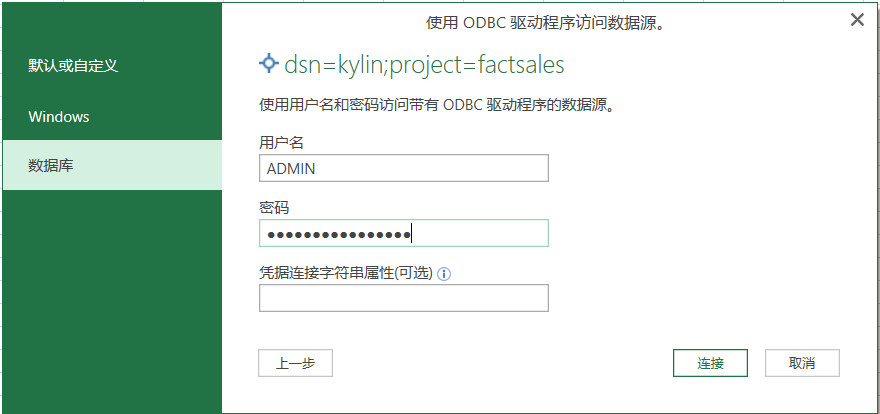 使用 ODBC 驱动程序访问数据源。
默认或自定义
Windows
数据库
dsn=kylin;project=factsales
使用用户名和密码访问带有 ODBC 驱动程序的数据源。
用户名
ADMIN
密码
●●●●●●●●●●●●●●●●
凭据连接字符串属性(可选)
上一步
连接
取消